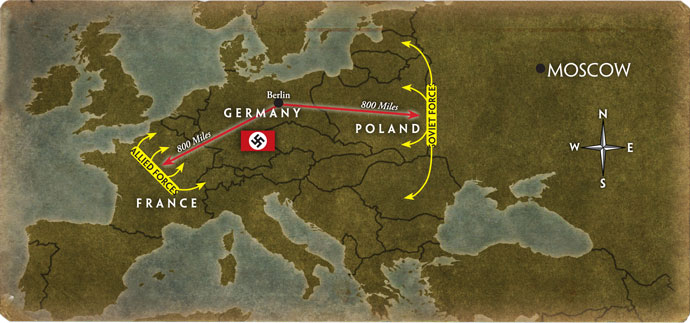 MOSCOW
Berlin
GERMANY
800 Miles
POLAND
SOVIET FORCES
800 Miles
ALLIED FORCES
FRANCE
N
W E
S